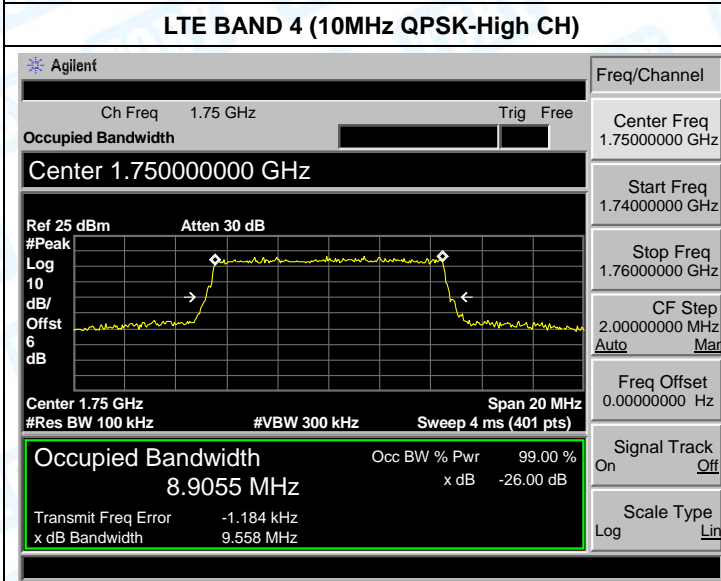 LTE BAND 4 (10MHz QPSK-High CH)
Agilent
Freq/Channel
Ch Freq 1.75 GHz Trig Free
Occupied Bandwidth
Center 1.750000000 GHz
Ref 25 dBm Atten 30 dB
#Peak
Log
10
dB/
Offst
6
dB
Center 1.75 GHz Span 20 MHz
#Res BW 100 kHz #VBW 300 kHz Sweep 4 ms (401 pts)
Occupied Bandwidth Occ BW % Pwr 99.00 %
8.9055 MHz x dB -26.00 dB
Transmit Freq Error -1.184 kHz
x dB Bandwidth 9.558 MHz
Center Freq
1.75000000 GHz
Start Freq
1.74000000 GHz
Stop Freq
1.76000000 GHz
CF Step
2.00000000 MHz
Auto Man
Freq Offset
0.00000000 Hz
Signal Track
On Off
Scale Type
Log Lin